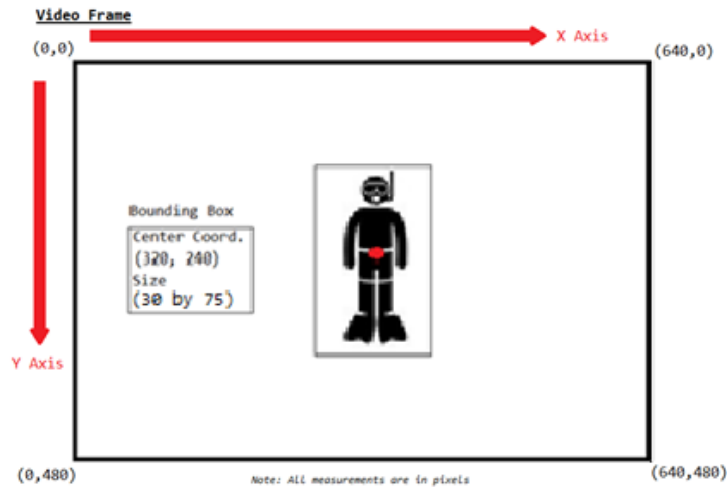 Video Frame
X Axis
(0,0)
(640,0)
Bounding Box
Center Coord.
(320, 240)
Size
(30 by 75)
Y Axis
(0,480)
Note: All measurements are in pixels
(640,480)